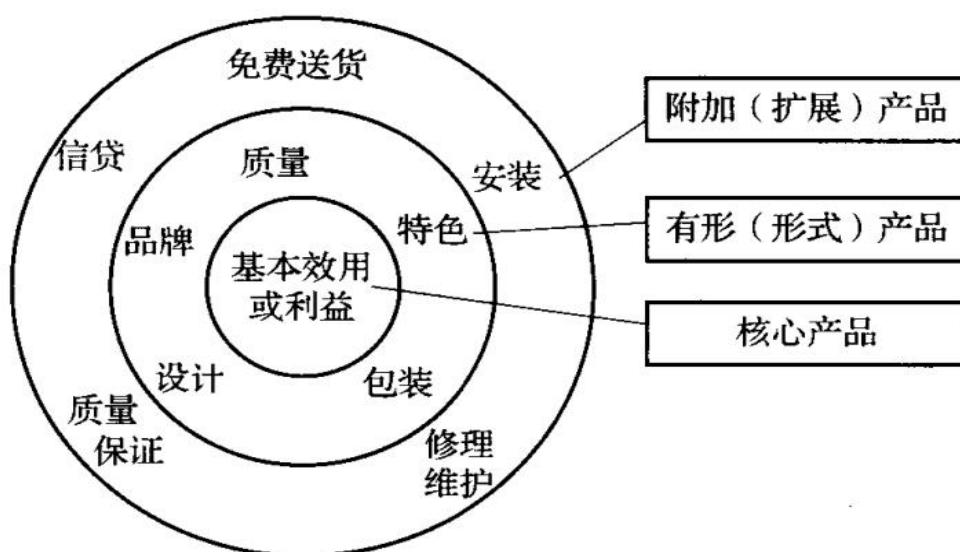 免费送货
附加（扩展）产品
信贷
质量
安装
品牌
特色
有形（形式）产品
基本效用
或利益
核心产品
设计
包装
质量
保证
修理
维护